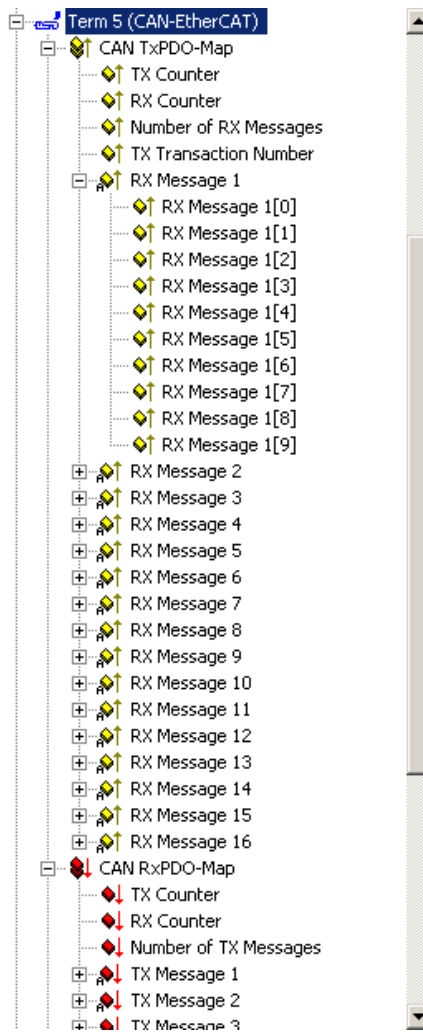 Term 5 (CAN-EtherCAT)
CAN TxPDO-Map
TX Counter
RX Counter
Number of RX Messages
TX Transaction Number
RX Message 1
RX Message 1[0]
RX Message 1[1]
RX Message 1[2]
RX Message 1[3]
RX Message 1[4]
RX Message 1[5]
RX Message 1[6]
RX Message 1[7]
RX Message 1[8]
RX Message 1[9]
RX Message 2
RX Message 3
RX Message 4
RX Message 5
RX Message 6
RX Message 7
RX Message 8
RX Message 9
RX Message 10
RX Message 11
RX Message 12
RX Message 13
RX Message 14
RX Message 15
RX Message 16
CAN RxPDO-Map
TX Counter
RX Counter
Number of TX Messages
TX Message 1
TX Message 2
TX Message 3